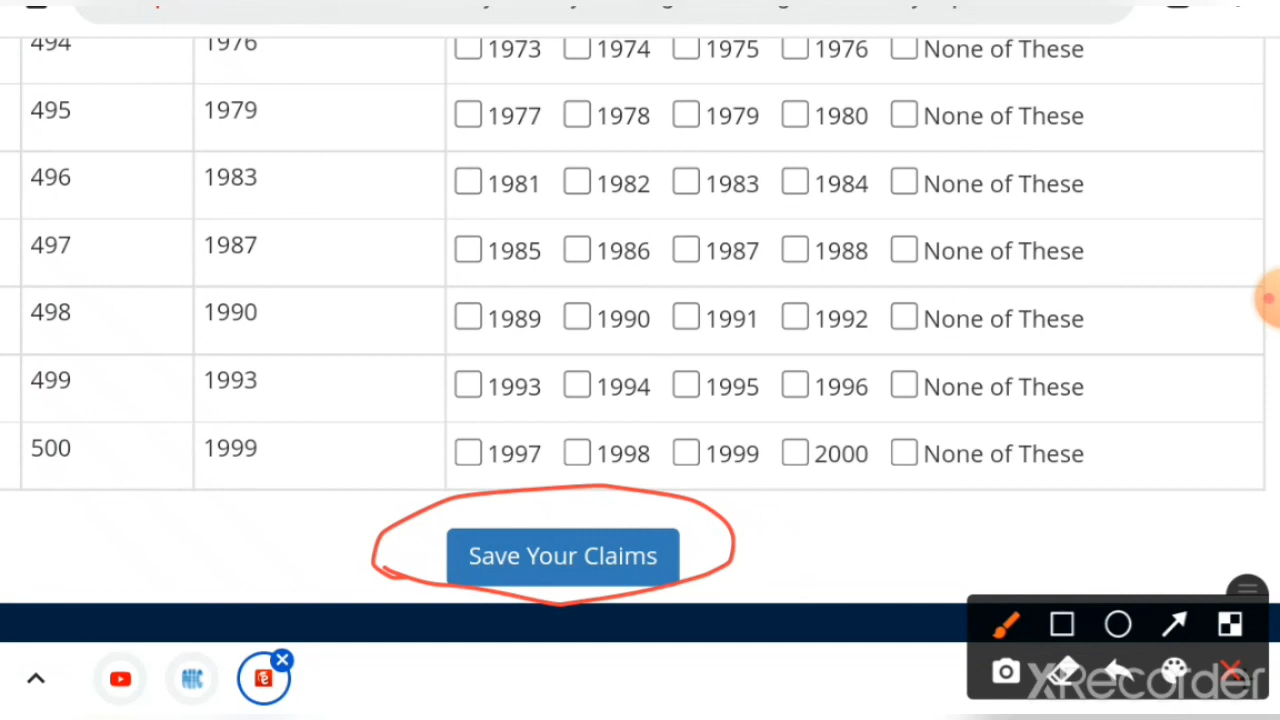 494 1976 1973 1974 1975 1976 None of These
495 1979 1977 1978 1979 1980 None of These
496 1983 1981 1982 1983 1984 None of These
497 1987 1985 1986 1987 1988 None of These
498 1990 1989 1990 1991 1992 None of These
499 1993 1993 1994 1995 1996 None of These
500 1999 1997 1998 1999 2000 None of These
Save Your Claims
NIC
XRecorder